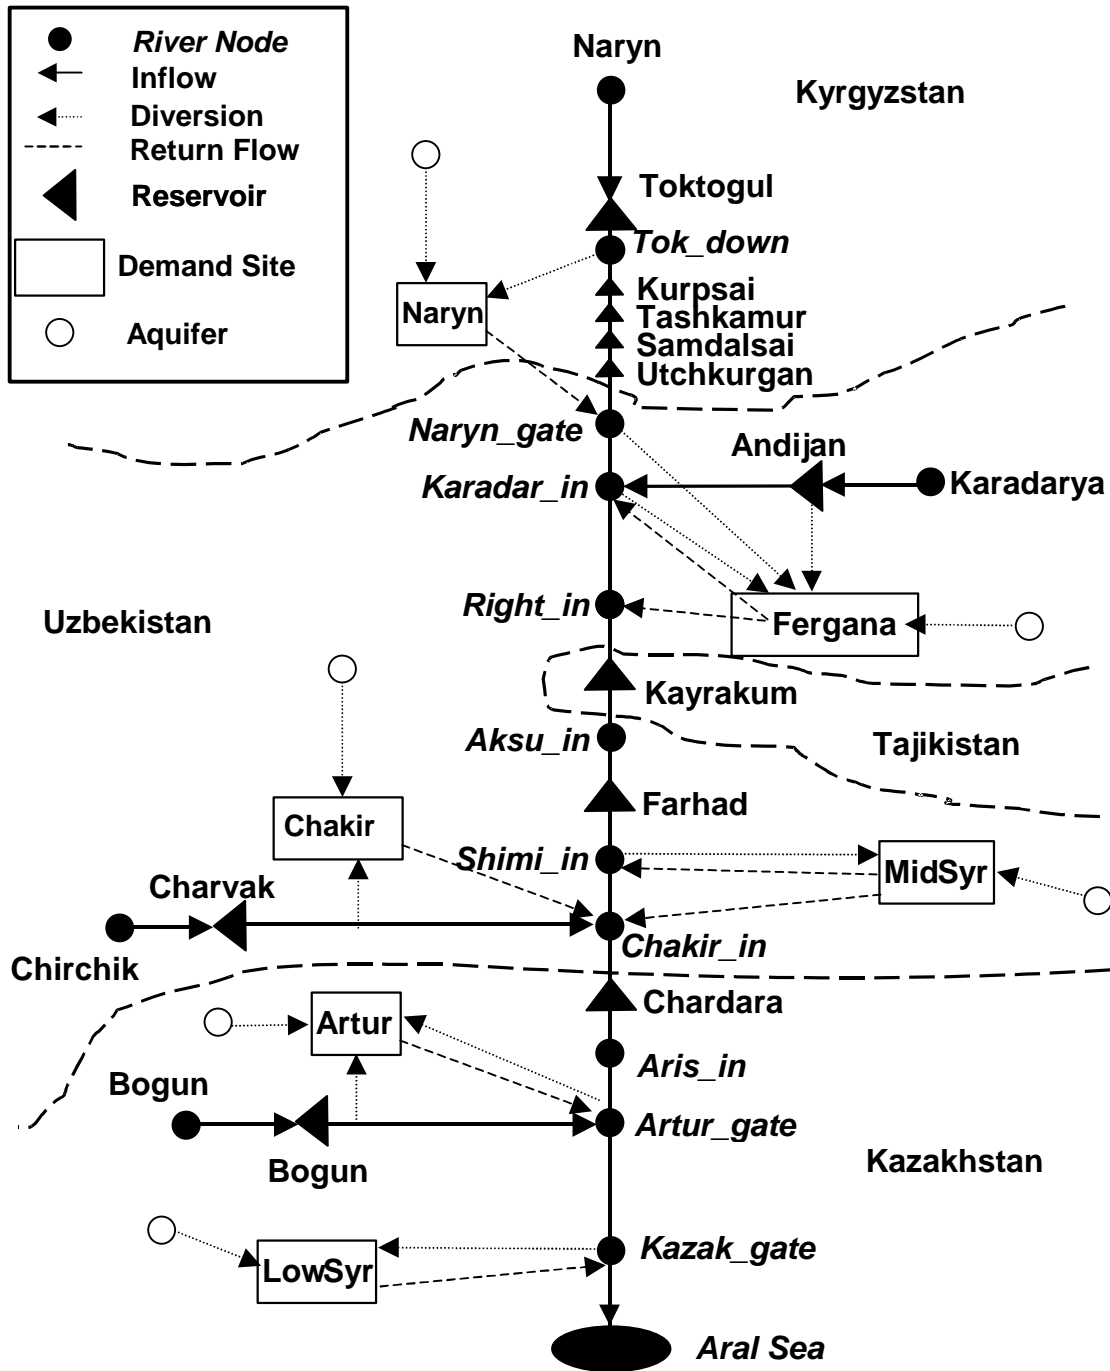 River Node
Inflow
Diversion
Return Flow
Reservoir
Demand Site
Aquifer
Naryn
Kyrgyzstan
Toktogul
Tok_down
Kurpsai
Naryn
Tashkamur
Samdalsai
Utchkurgan
Naryn_gate
Andijan
Karadar_in
Karadarya
Right_in
Uzbekistan
Fergana
Kayrakum
Aksu_in
Tajikistan
Farhad
Chakir
Shimi_in
MidSyr
Charvak
Chakir_in
Chirchik
Chardara
Artur
Aris_in
Bogun
Artur_gate
Kazakhstan
Bogun
Kazak_gate
LowSyr
Aral Sea